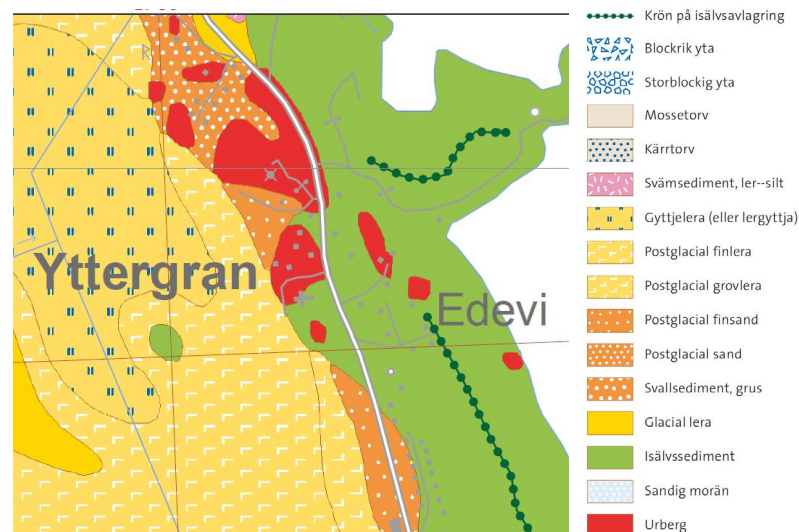 Yttergran
Edevi
Krön på isälvsavlagring
Blockrik yta
Storblockig yta
Mossetorv
Kärrtorv
Svämsediment, ler--silt
Gyttjelera (eller lergyttja)
Postglacial finlera
Postglacial grovlera
Postglacial finsand
Postglacial sand
Svallsediment, grus
Glacial lera
Isälvssediment
Sandig morän
Urberg